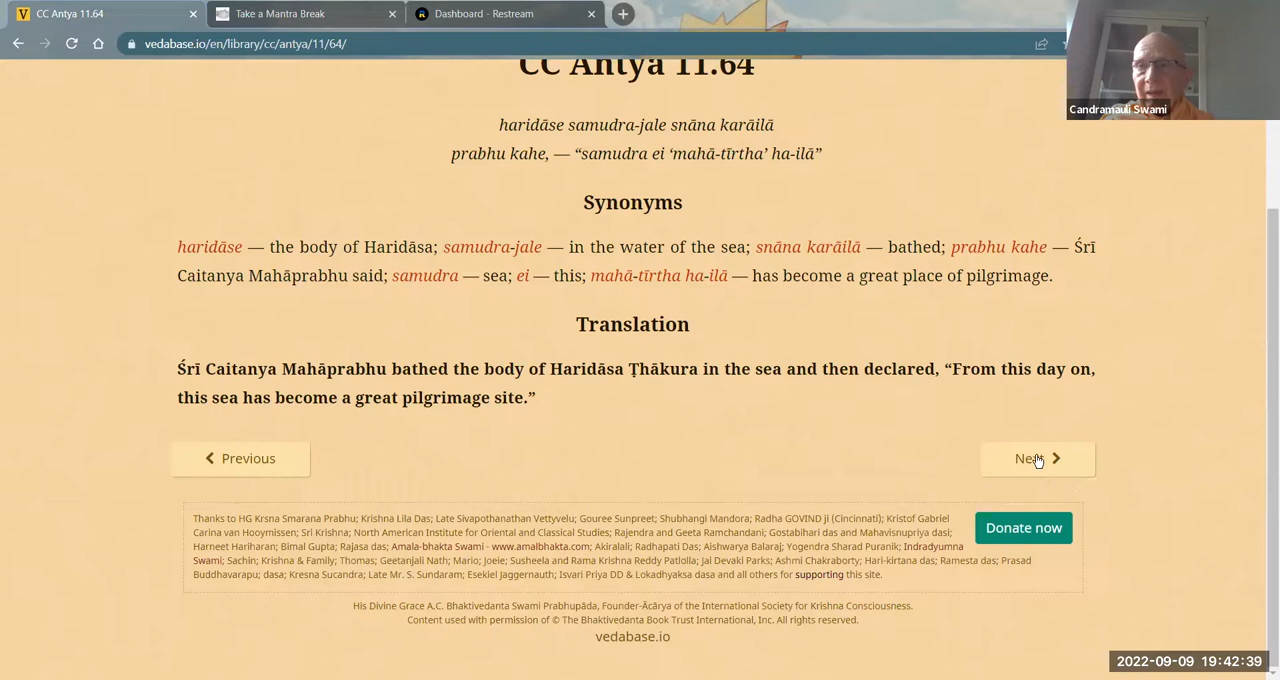 CC Antya 11.64
Take a Mantra Break
Dashboard - Restream
vedabase.io/en/library/cc/antya/11/64/
Candramauli Swami
CC Antya 11.64
haridāse samudra-jale snāna karāilā
prabhu kahe, — “samudra ei ‘mahā-tīrtha’ ha-ilā”
Synonyms
haridāse — the body of Haridāsa; samudra-jale — in the water of the sea; snāna karāilā — bathed; prabhu kahe — Śrī
Caitanya Mahāprabhu said; samudra — sea; ei — this; mahā-tīrtha ha-ilā — has become a great place of pilgrimage.
Translation
Śrī Caitanya Mahāprabhu bathed the body of Haridāsa Ṭhākura in the sea and then declared, “From this day on,
this sea has become a great pilgrimage site.”
Previous
Next
Thanks to HG Krsna Smarana Prabhu; Krishna Lila Das; Late Sivapothanathan Vettyvelu; Gouree Sunpreet; Shubhangi Mandora; Radha GOVIND ji (Cincinnati); Kristof Gabriel
Carina van Hooymissen; Sri Krishna; North American Institute for Oriental and Classical Studies; Rajendra and Geeta Ramchandani; Gostabihari das and Mahavisnupriya dasi;
Harneet Hariharan; Bimal Gupta; Rajasa das; Amala-bhakta Swami - www.amalbhakta.com; Akiralali; Radhapati Das; Aishwarya Balaraj; Yogendra Sharad Puranik; Indradyumna
Swami; Sachin; Krishna & Family; Thomas; Geetanjali Nath; Mario; Joeie; Susheela and Rama Krishna Reddy Patlolla; Jai Devaki Parks; Ashmi Chakraborty; Hari-kirtana das; Ramesta das; Prasad
Buddhavarapu; dasa; Kresna Sucandra; Late Mr. S. Sundaram; Esekiel Jaggernauth; Isvari Priya DD & Lokadhyaksa dasa and all others for supporting this site.
Donate now
His Divine Grace A.C. Bhaktivedanta Swami Prabhupāda, Founder-Ācārya of the International Society for Krishna Consciousness.
Content used with permission of © The Bhaktivedanta Book Trust International, Inc. All rights reserved.
vedabase.io
2022-09-09 19:42:39